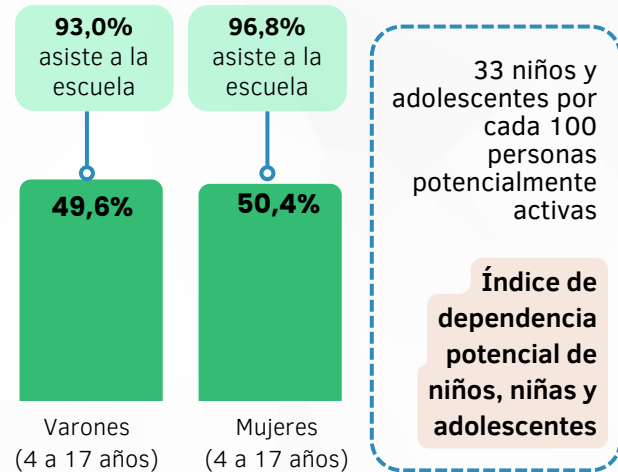 93,0%
asiste a la
escuela
49,6%
Varones
(4 a 17 años)
96,8%
asiste a la
escuela
50,4%
Mujeres
(4 a 17 años)
33 niños y
adolescentes por
cada 100
personas
potencialmente
activas
Índice de
dependencia
potencial de
niños, niñas y
adolescentes